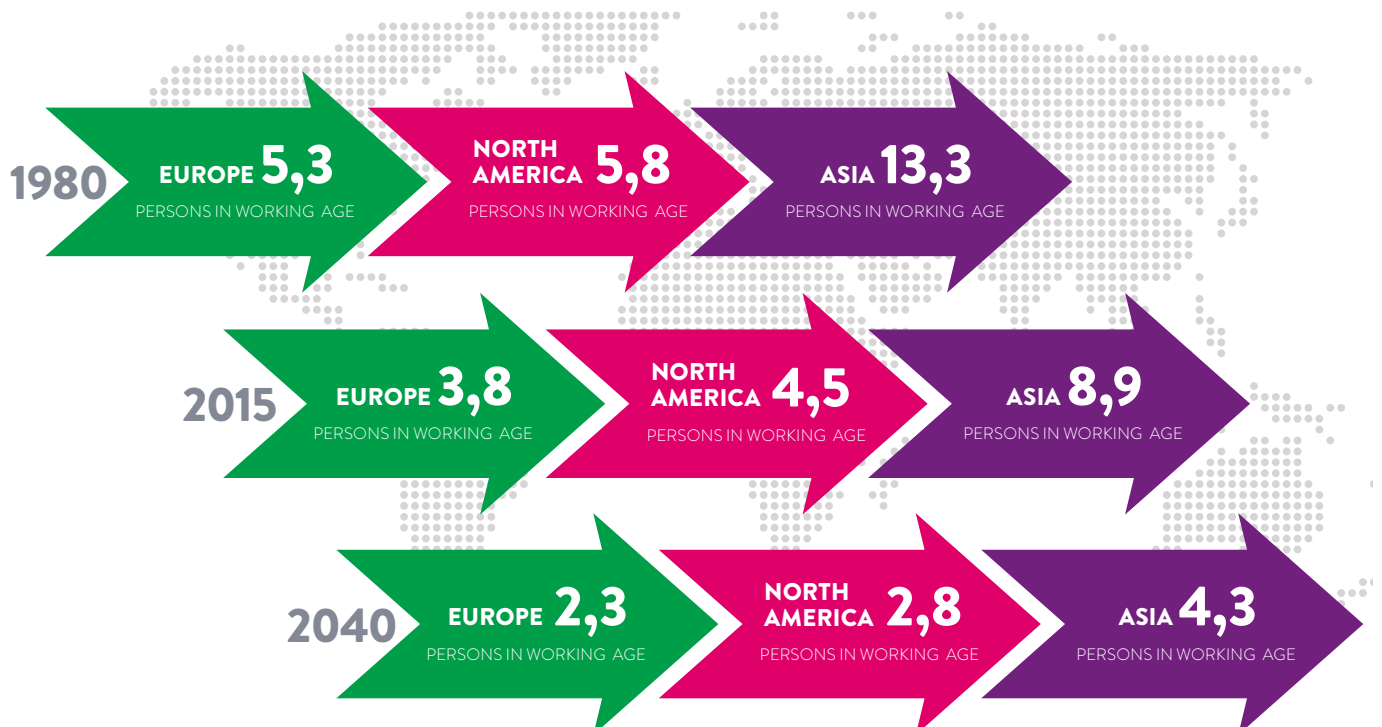 1980
EUROPE 5,3
PERSONS IN WORKING AGE
NORTH
AMERICA 5,8
PERSONS IN WORKING AGE
ASIA 13,3
PERSONS IN WORKING AGE
2015
EUROPE 3,8
PERSONS IN WORKING AGE
NORTH
AMERICA 4,5
PERSONS IN WORKING AGE
ASIA 8,9
PERSONS IN WORKING AGE
2040
EUROPE 2,3
PERSONS IN WORKING AGE
NORTH
AMERICA 2,8
PERSONS IN WORKING AGE
ASIA 4,3
PERSONS IN WORKING AGE